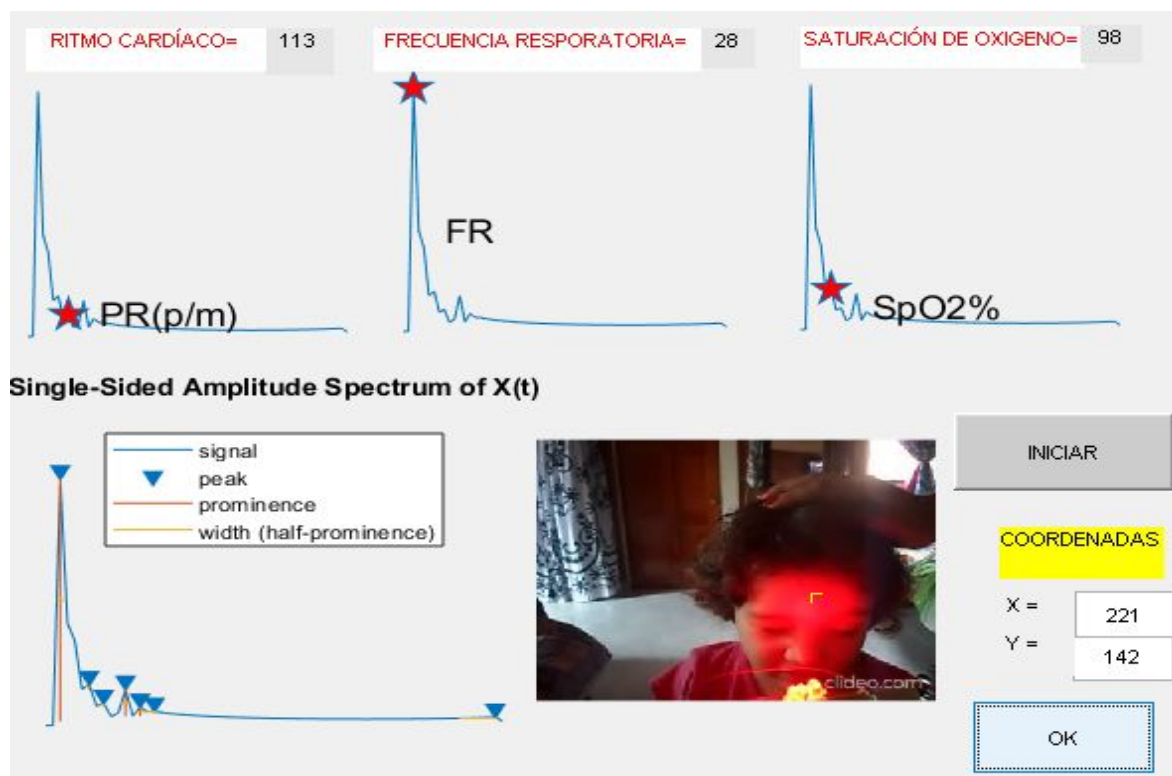 RITMO CARDÍACO= 113
FRECUENCIA RESPORATORIA= 28
SATURACIÓN DE OXIGENO= 98
PR(p/m)
FR
SpO2%
Single-Sided Amplitude Spectrum of X(t)
signal
peak
prominence
width (half-prominence)
clideo.com
INICIAR
COORDENADAS
X = 221
Y = 142
OK